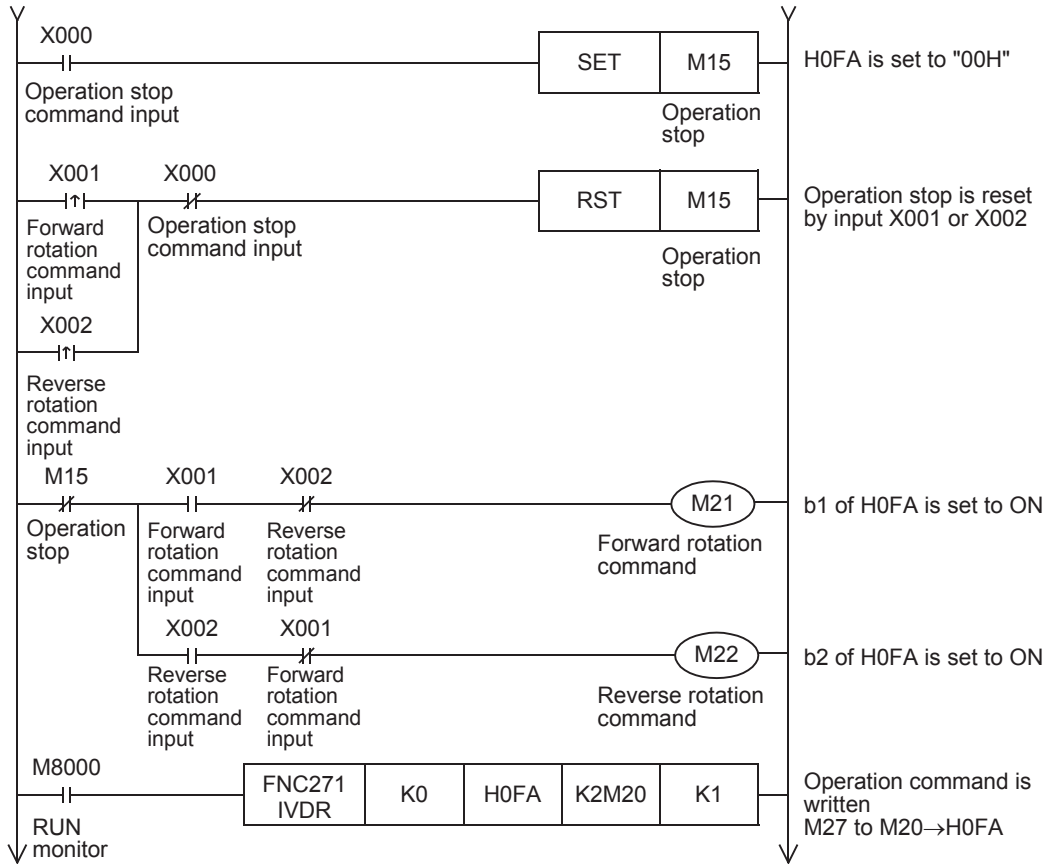 X000
SET M15
H0FA is set to "00H"
Operation stop
command input
Operation
stop
X001 X000
RST M15
Operation stop is reset
by input X001 or X002
Forward
rotation
command
input
Operation stop
command input
Operation
stop
X002
Reverse
rotation
command
input
M15 X001 X002
M21
b1 of H0FA is set to ON
Operation
stop
Forward
rotation
command
input
Reverse
rotation
command
input
Forward rotation
command
X002 X001
M22
b2 of H0FA is set to ON
Reverse
rotation
command
input
Forward
rotation
command
input
Reverse rotation
command
M8000
FNC271
IVDR
K0 H0FA K2M20 K1
Operation command is
written
M27 to M20→H0FA
RUN
monitor